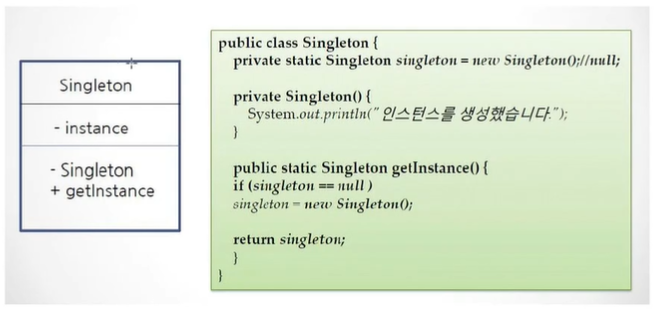 Singleton
- instance
- Singleton
+ getInstance
public class Singleton {
private static Singleton singleton = new Singleton();//null;
private Singleton() {
System.out.println("인스턴스를 생성했습니다.");
}
public static Singleton getInstance() {
if (singleton == null )
singleton = new Singleton();
return singleton;
}
}